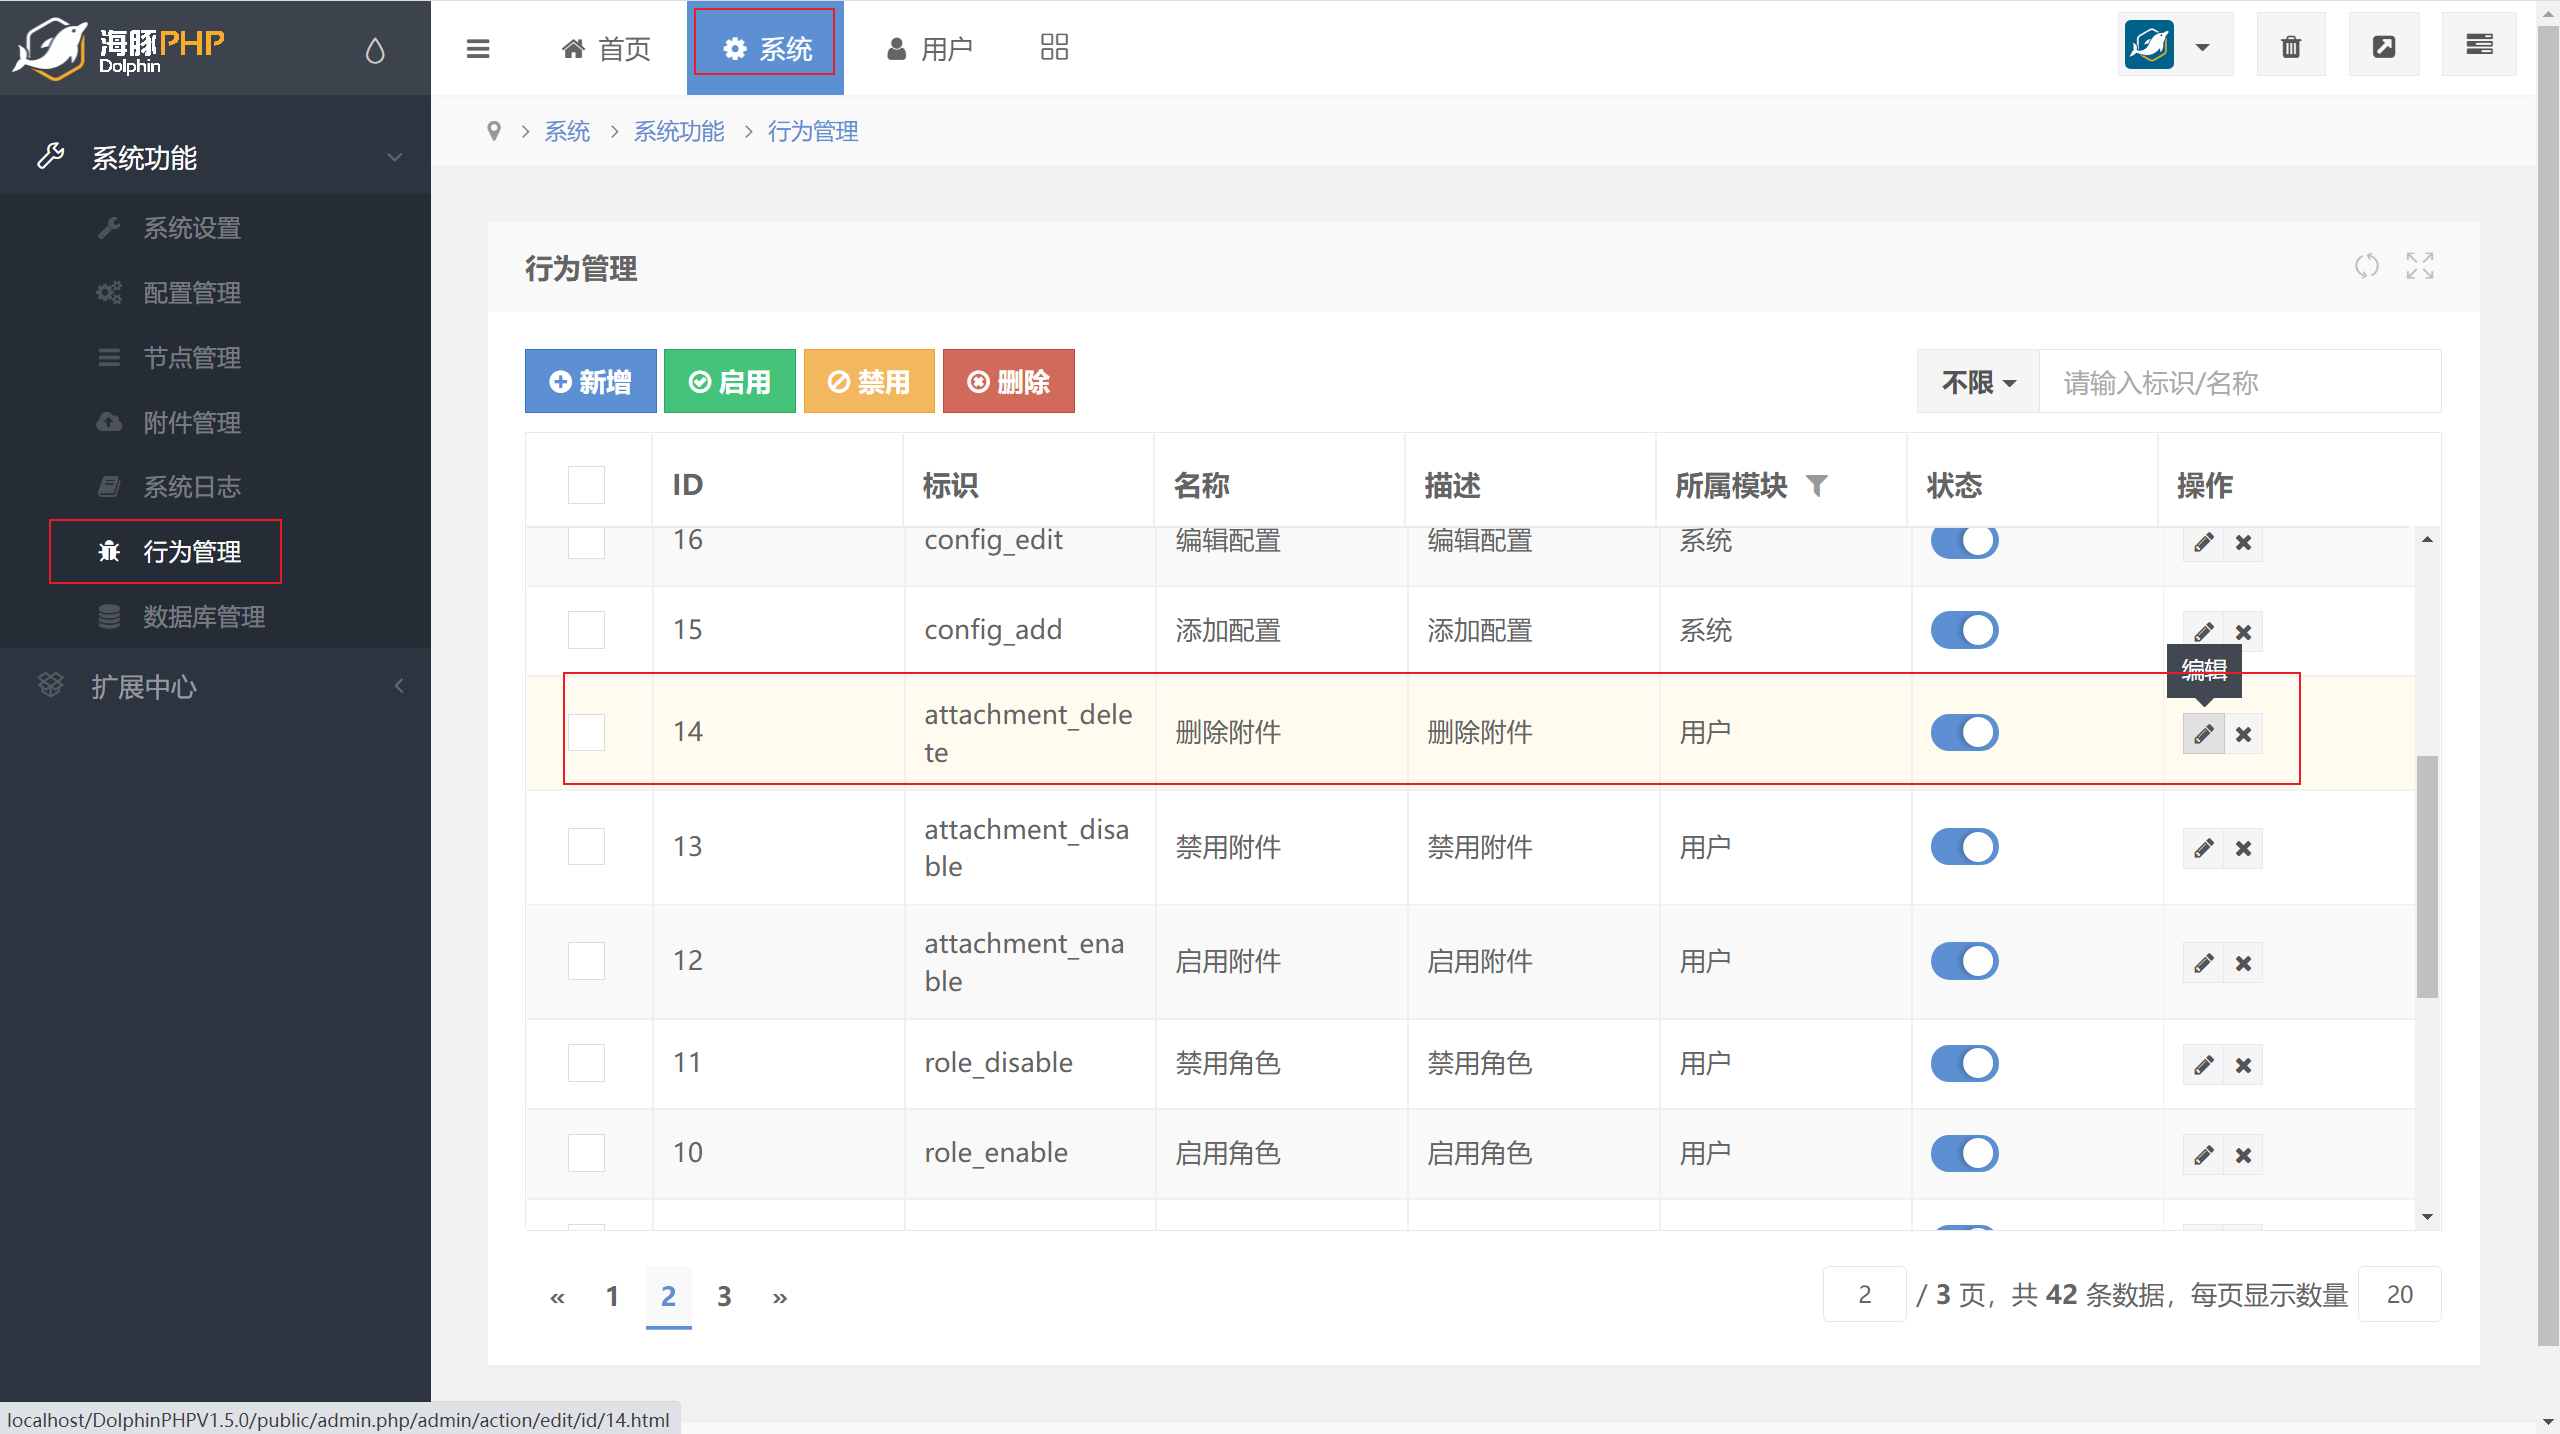 海豚PHP
Dolphin
首页
系统
用户
系统 系统功能 行为管理
系统功能
系统设置
配置管理
节点管理
附件管理
系统日志
行为管理
数据库管理
扩展中心
行为管理
新增 启用 禁用 删除
不限 请输入标识/名称
ID 标识 名称 描述 所属模块 状态 操作
16 config_edit 编辑配置 编辑配置 系统
15 config_add 添加配置 添加配置 系统
编辑
14 attachment_dele
te 删除附件 删除附件 用户
13 attachment_disa
ble 禁用附件 禁用附件 用户
12 attachment_ena
ble 启用附件 启用附件 用户
11 role_disable 禁用角色 禁用角色 用户
10 role_enable 启用角色 启用角色 用户
« 1 2 3 »
2 / 3 页，共 42 条数据，每页显示数量 20
localhost/DolphinPHPV1.5.0/public/admin.php/admin/action/edit/id/14.html